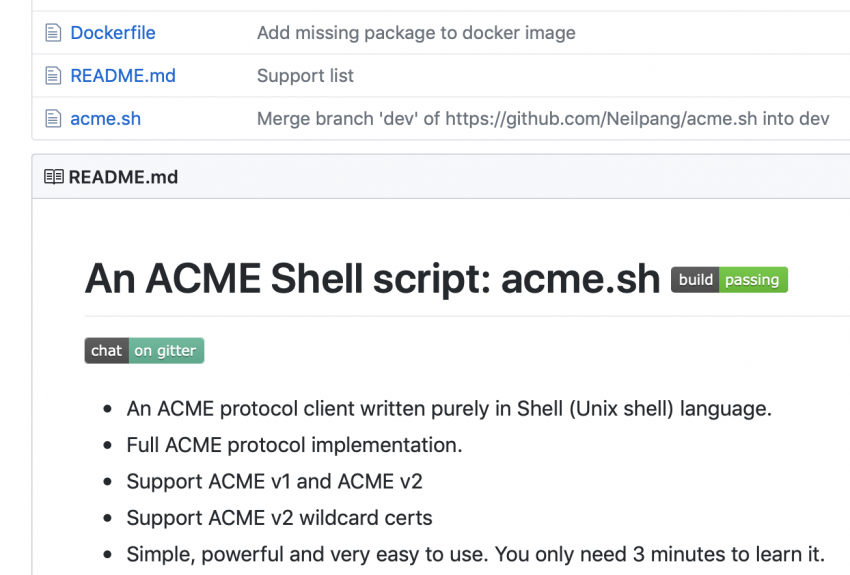 Dockerfile Add missing package to docker image
README.md Support list
acme.sh Merge branch 'dev' of https://github.com/Neilpang/acme.sh into dev
README.md
An ACME Shell script: acme.sh build passing
chat on gitter
• An ACME protocol client written purely in Shell (Unix shell) language.
• Full ACME protocol implementation.
• Support ACME v1 and ACME v2
• Support ACME v2 wildcard certs
• Simple, powerful and very easy to use. You only need 3 minutes to learn it.